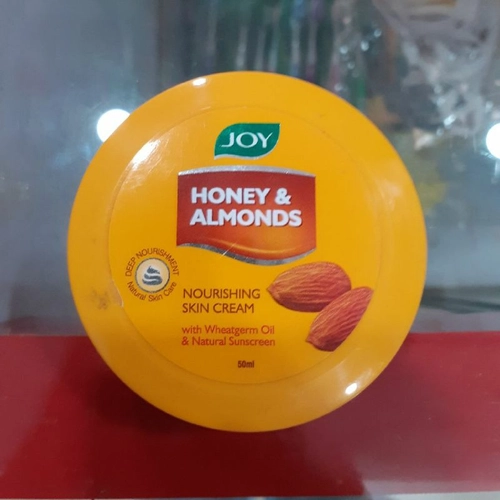 JOY
HONEY &
ALMONDS
DEEP NOURISHMENT
Natural Skin Care
NOURISHING
SKIN CREAM
with Wheatgerm Oil
& Natural Sunscreen
50ml